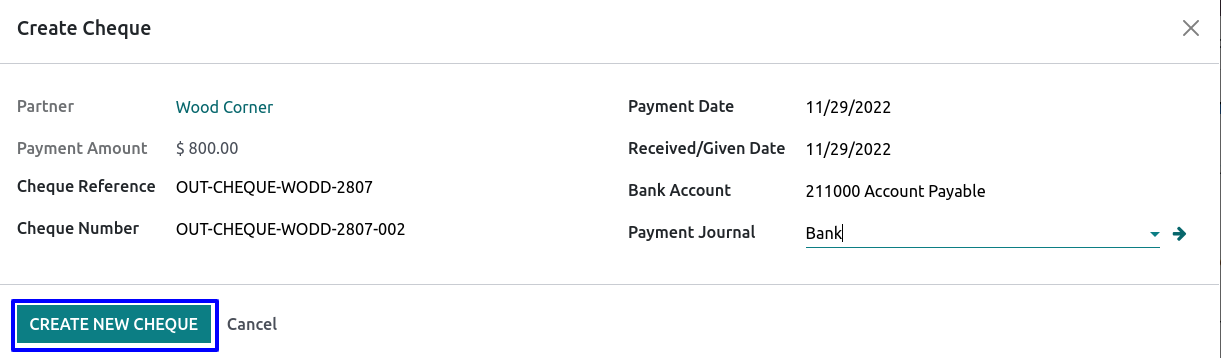 Create Cheque
Partner Wood Corner
Payment Amount $ 800.00
Cheque Reference OUT-CHEQUE-WODD-2807
Cheque Number OUT-CHEQUE-WODD-2807-002
Payment Date 11/29/2022
Received/Given Date 11/29/2022
Bank Account 211000 Account Payable
Payment Journal Bank
CREATE NEW CHEQUE Cancel